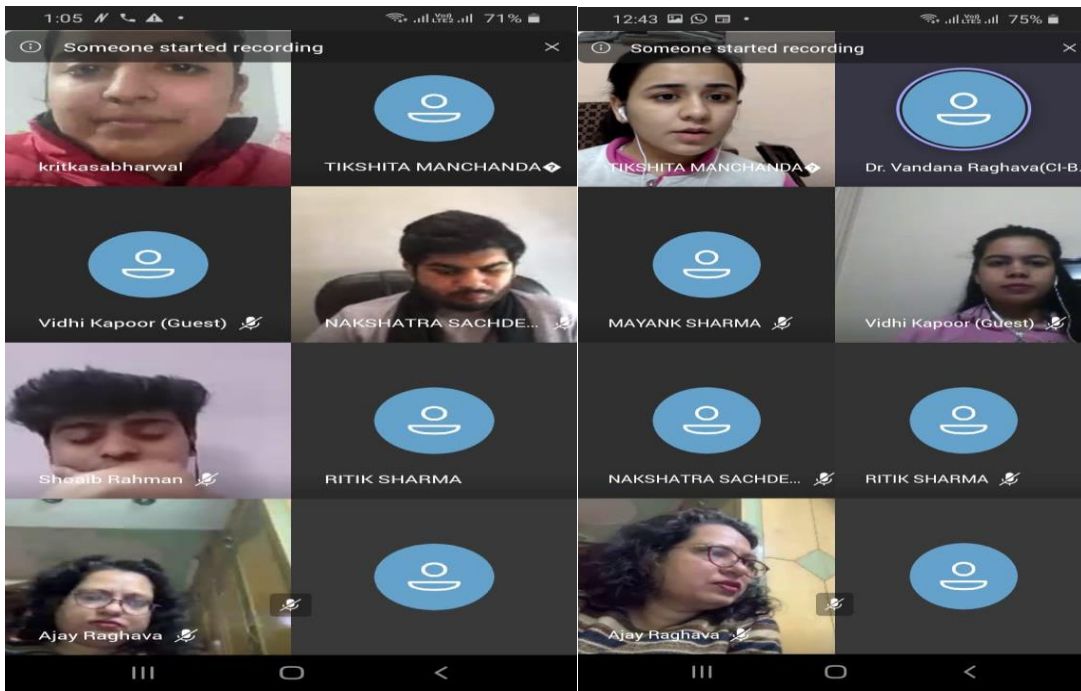 1:05
71%
Someone started recording
kritkasabharwal
TIKSHITA MANCHANDA�
Vidhi Kapoor (Guest)
NAKSHATRA SACHDE...
Shoaib Rahman
RITIK SHARMA
Ajay Raghava
12:43
75%
Someone started recording
TIKSHITA MANCHANDA�
Dr. Vandana Raghava(CI-B.
MAYANK SHARMA
Vidhi Kapoor (Guest)
NAKSHATRA SACHDE...
RITIK SHARMA
Ajay Raghava